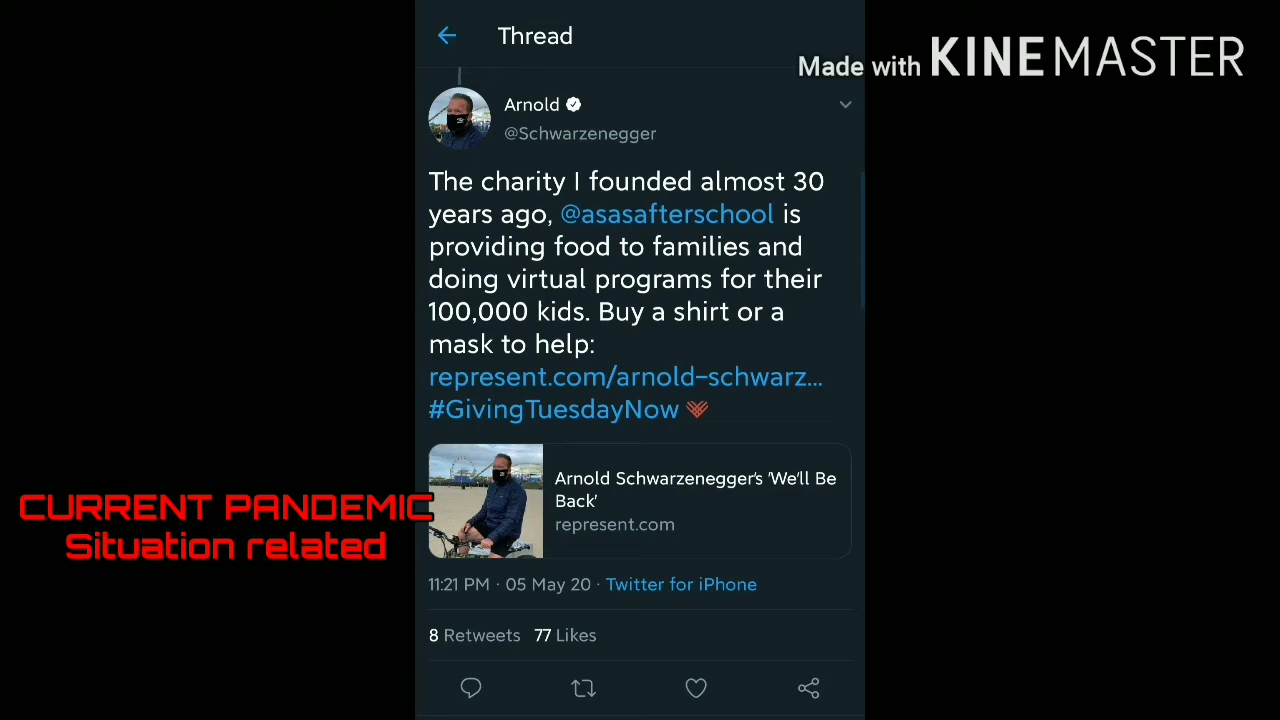 Thread
Made with KINEMASTER
Arnold
@Schwarzenegger
The charity I founded almost 30
years ago, @asasafterschool is
providing food to families and
doing virtual programs for their
100,000 kids. Buy a shirt or a
mask to help:
represent.com/arnold-schwarz...
#GivingTuesdayNow
Arnold Schwarzenegger's 'We'll Be
Back'
represent.com
CURRENT PANDEMIC
Situation related
11:21 PM · 05 May 20 · Twitter for iPhone
8 Retweets 77 Likes